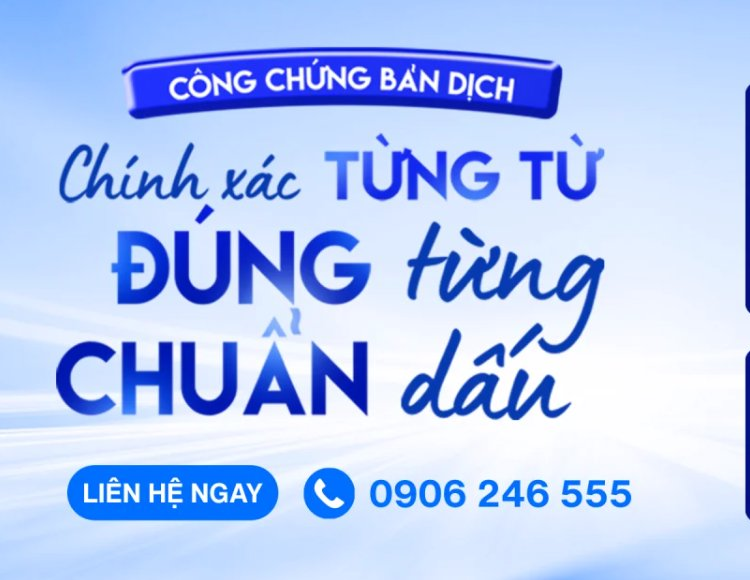 CÔNG CHỨNG BẢN DỊCH
Chính xác TỪNG TỪ
ĐÚNG từng
CHUẨN dấu
LIÊN HỆ NGAY 0906 246 555